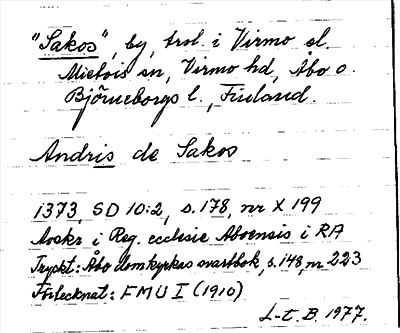 "Sakos", by, trol. i Virmo el.
Mietois sn, Virmo hd, Åbo o.
Björneborgs l., Finland.
Andris de Sakos
1373, SD 10:2, s. 178, nr X 199
Avskr i Reg. ecclesie Aboensis i RA
Tryckt: Åbo domkyrkas svartbok, s. 148, nr 223
Förtecknat: FMU I (1910)
L-t. B. 1977.